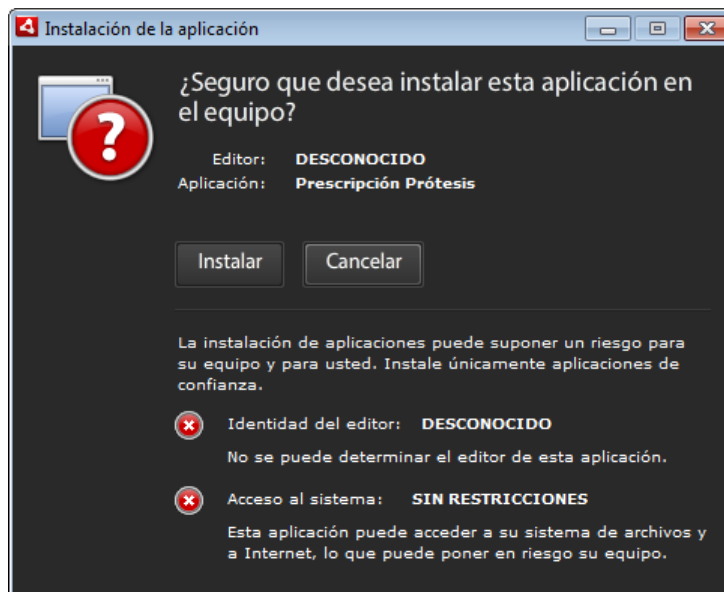 Instalación de la aplicación
¿Seguro que desea instalar esta aplicación en
el equipo?
Editor: DESCONOCIDO
Aplicación: Prescripción Prótesis
Instalar Cancelar
La instalación de aplicaciones puede suponer un riesgo para
su equipo y para usted. Instale únicamente aplicaciones de
confianza.
Identidad del editor: DESCONOCIDO
No se puede determinar el editor de esta aplicación.
Acceso al sistema: SIN RESTRICCIONES
Esta aplicación puede acceder a su sistema de archivos y
a Internet, lo que puede poner en riesgo su equipo.